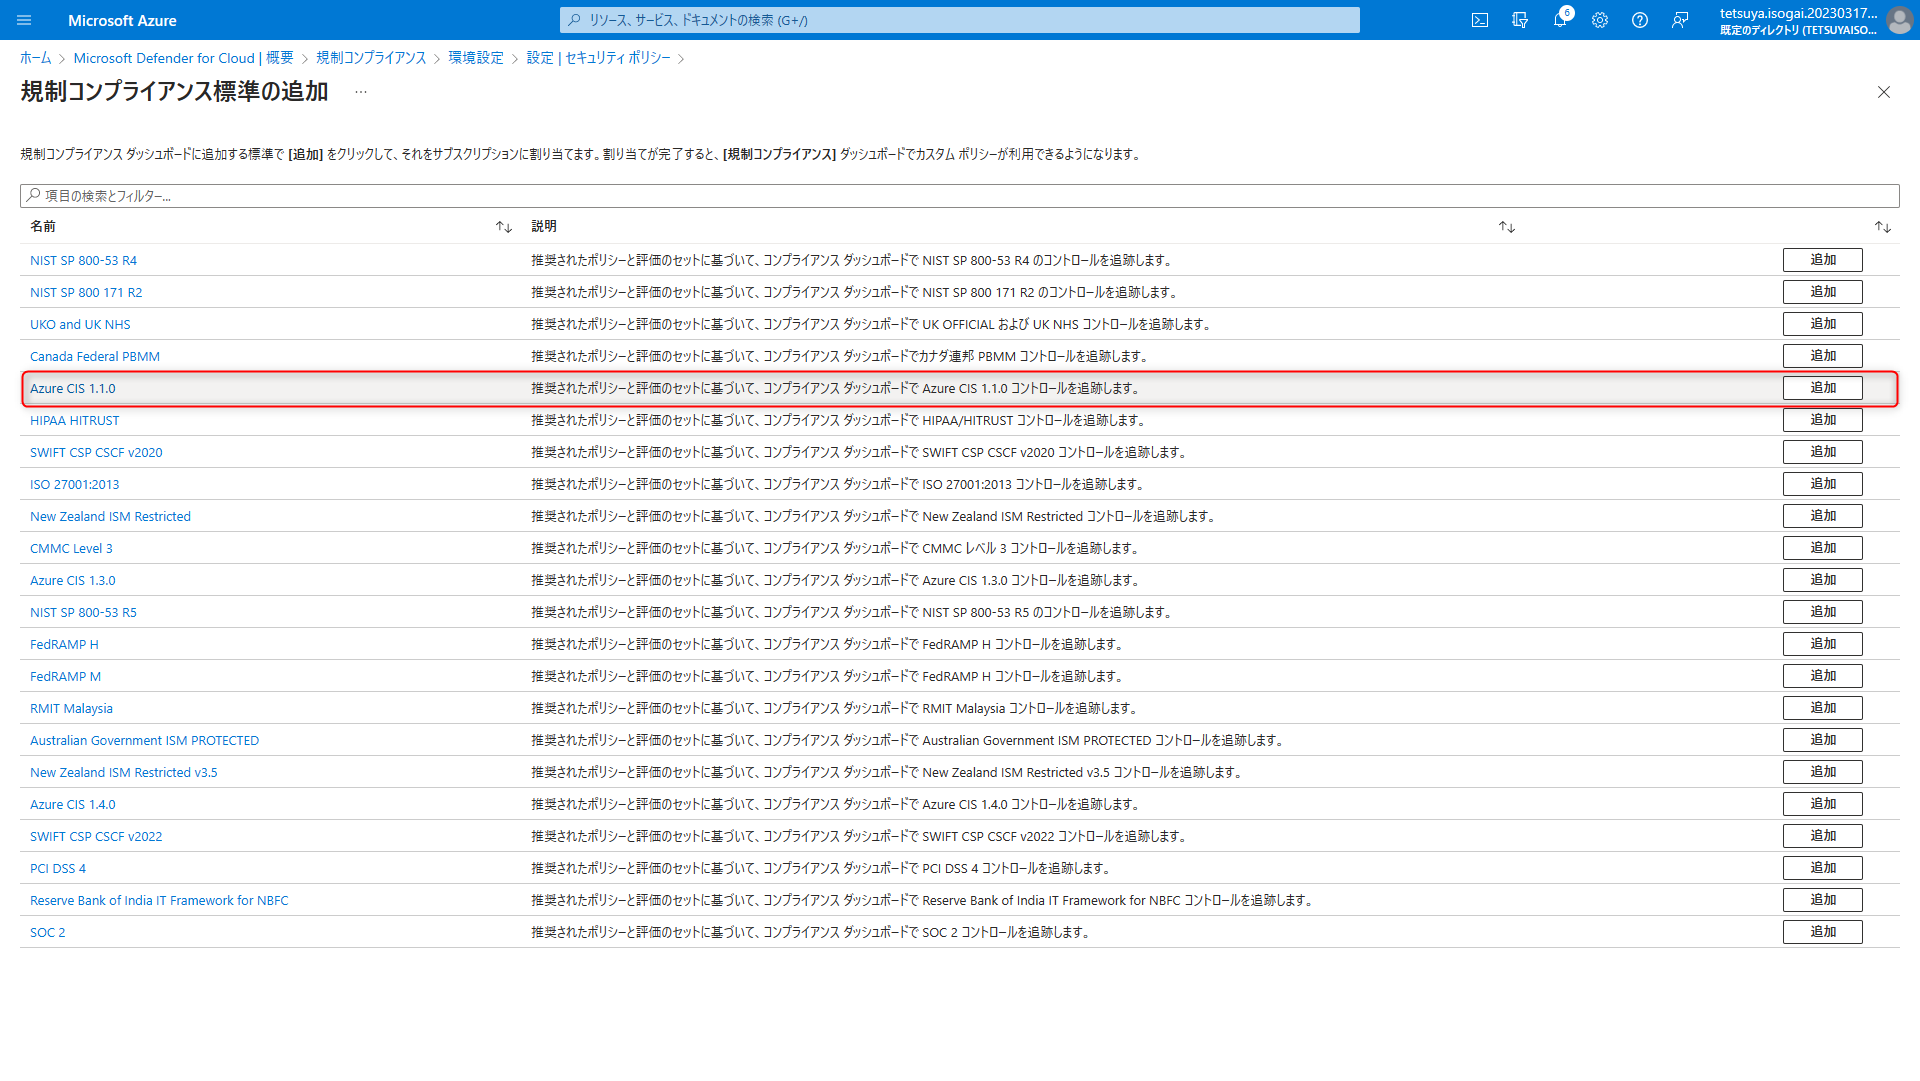 Microsoft Azure
リソース、サービス、ドキュメントの検索 (G+/)
6
tetsuya.isogai.20230317...
既定のディレクトリ (TETSUYAISO...
ホーム > Microsoft Defender for Cloud | 概要 > 規制コンプライアンス > 環境設定 > 設定 | セキュリティ ポリシー >
規制コンプライアンス標準の追加 ...
規制コンプライアンス ダッシュボードに追加する標準で [追加] をクリックして、それをサブスクリプションに割り当てます。割り当てが完了すると、[規制コンプライアンス] ダッシュボードでカスタム ポリシーが利用できるようになります。
項目の検索とフィルター...
名前 ↑↓ 説明 ↑↓ ↑↓
NIST SP 800-53 R4 推奨されたポリシーと評価のセットに基づいて、コンプライアンス ダッシュボードで NIST SP 800-53 R4 のコントロールを追跡します。 追加
NIST SP 800 171 R2 推奨されたポリシーと評価のセットに基づいて、コンプライアンス ダッシュボードで NIST SP 800 171 R2 のコントロールを追跡します。 追加
UKO and UK NHS 推奨されたポリシーと評価のセットに基づいて、コンプライアンス ダッシュボードで UK OFFICIAL および UK NHS コントロールを追跡します。 追加
Canada Federal PBMM 推奨されたポリシーと評価のセットに基づいて、コンプライアンス ダッシュボードでカナダ連邦 PBMM コントロールを追跡します。 追加
Azure CIS 1.1.0 推奨されたポリシーと評価のセットに基づいて、コンプライアンス ダッシュボードで Azure CIS 1.1.0 コントロールを追跡します。 追加
HIPAA HITRUST 推奨されたポリシーと評価のセットに基づいて、コンプライアンス ダッシュボードで HIPAA/HITRUST コントロールを追跡します。 追加
SWIFT CSP CSCF v2020 推奨されたポリシーと評価のセットに基づいて、コンプライアンス ダッシュボードで SWIFT CSP CSCF v2020 コントロールを追跡します。 追加
ISO 27001:2013 推奨されたポリシーと評価のセットに基づいて、コンプライアンス ダッシュボードで ISO 27001:2013 コントロールを追跡します。 追加
New Zealand ISM Restricted 推奨されたポリシーと評価のセットに基づいて、コンプライアンス ダッシュボードで New Zealand ISM Restricted コントロールを追跡します。 追加
CMMC Level 3 推奨されたポリシーと評価のセットに基づいて、コンプライアンス ダッシュボードで CMMC レベル 3 コントロールを追跡します。 追加
Azure CIS 1.3.0 推奨されたポリシーと評価のセットに基づいて、コンプライアンス ダッシュボードで Azure CIS 1.3.0 コントロールを追跡します。 追加
NIST SP 800-53 R5 推奨されたポリシーと評価のセットに基づいて、コンプライアンス ダッシュボードで NIST SP 800-53 R5 のコントロールを追跡します。 追加
FedRAMP H 推奨されたポリシーと評価のセットに基づいて、コンプライアンス ダッシュボードで FedRAMP H コントロールを追跡します。 追加
FedRAMP M 推奨されたポリシーと評価のセットに基づいて、コンプライアンス ダッシュボードで FedRAMP H コントロールを追跡します。 追加
RMIT Malaysia 推奨されたポリシーと評価のセットに基づいて、コンプライアンス ダッシュボードで RMIT Malaysia コントロールを追跡します。 追加
Australian Government ISM PROTECTED 推奨されたポリシーと評価のセットに基づいて、コンプライアンス ダッシュボードで Australian Government ISM PROTECTED コントロールを追跡します。 追加
New Zealand ISM Restricted v3.5 推奨されたポリシーと評価のセットに基づいて、コンプライアンス ダッシュボードで New Zealand ISM Restricted v3.5 コントロールを追跡します。 追加
Azure CIS 1.4.0 推奨されたポリシーと評価のセットに基づいて、コンプライアンス ダッシュボードで Azure CIS 1.4.0 コントロールを追跡します。 追加
SWIFT CSP CSCF v2022 推奨されたポリシーと評価のセットに基づいて、コンプライアンス ダッシュボードで SWIFT CSP CSCF v2022 コントロールを追跡します。 追加
PCI DSS 4 推奨されたポリシーと評価のセットに基づいて、コンプライアンス ダッシュボードで PCI DSS 4 コントロールを追跡します。 追加
Reserve Bank of India IT Framework for NBFC 推奨されたポリシーと評価のセットに基づいて、コンプライアンス ダッシュボードで Reserve Bank of India IT Framework for NBFC コントロールを追跡します。 追加
SOC 2 推奨されたポリシーと評価のセットに基づいて、コンプライアンス ダッシュボードで SOC 2 コントロールを追跡します。 追加